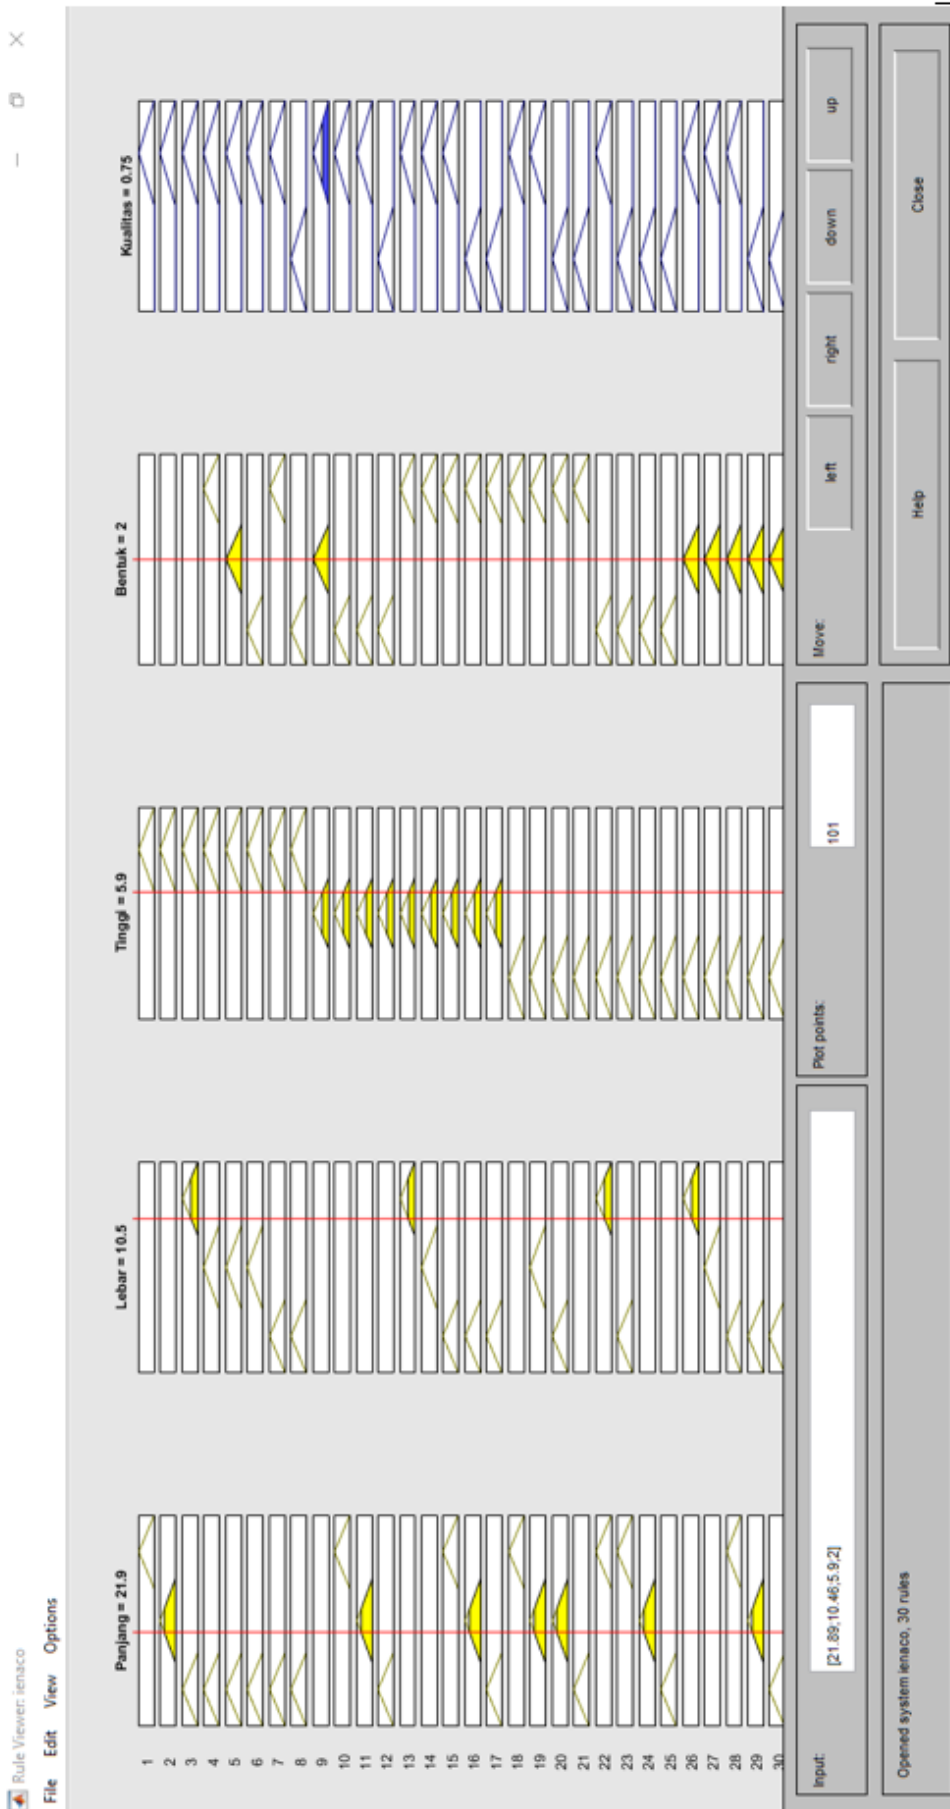 Rule Viewer: ienaco
File Edit View Options
Panjang = 21.9
Lebar = 10.5
Tinggi = 5.9
Bentuk = 2
Kualitas = 0.75
1
2
3
4
5
6
7
8
9
10
11
12
13
14
15
16
17
18
19
20
21
22
23
24
25
26
27
28
29
30
Input:
[21.89;10.46;5.9;2]
Plot points:
101
Move:
left
right
down
up
Opened system ienaco, 30 rules
Help
Close